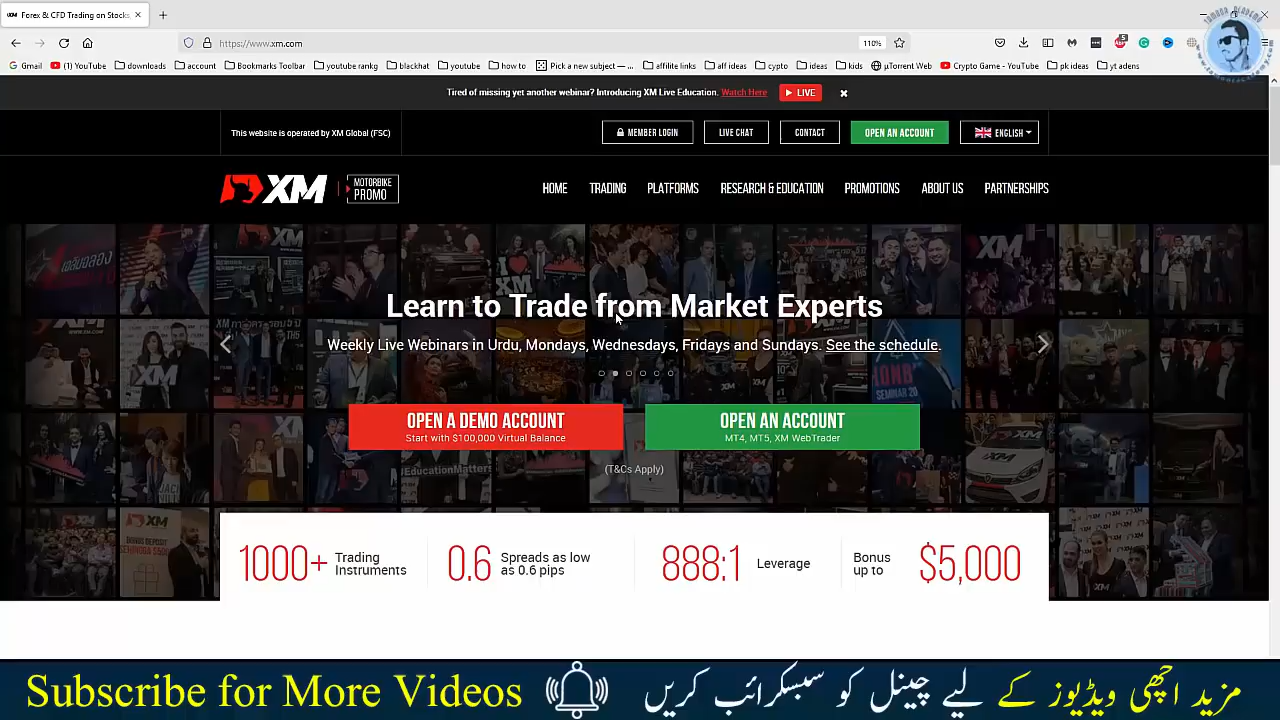 Forex & CFD Trading on Stocks,
https://www.xm.com
110%
5
Gmail
(1) YouTube
downloads
account
Bookmarks Toolbar
youtube rankg
blackhat
youtube
how to
Pick a new subject — ...
affilite links
aff ideas
cypto
ideas
kids
µTorrent Web
Crypto Game - YouTube
pk ideas
yt adens
Tired of missing yet another webinar? Introducing XM Live Education. Watch Here
LIVE
This website is operated by XM Global (FSC)
MEMBER LOGIN
LIVE CHAT
CONTACT
OPEN AN ACCOUNT
ENGLISH
XM
MOTORBIKE
PROMO
HOME
TRADING
PLATFORMS
RESEARCH & EDUCATION
PROMOTIONS
ABOUT US
PARTNERSHIPS
Learn to Trade from Market Experts
Weekly Live Webinars in Urdu, Mondays, Wednesdays, Fridays and Sundays. See the schedule.
OPEN A DEMO ACCOUNT
Start with $100,000 Virtual Balance
OPEN AN ACCOUNT
MT4, MT5, XM WebTrader
(T&Cs Apply)
EducationMatters
1000+ Trading Instruments
0.6 Spreads as low as 0.6 pips
888:1 Leverage
Bonus up to $5,000
Subscribe for More Videos
مزید اچھی ویڈیوز کے لیے چینل کو سبسکرائب کریں